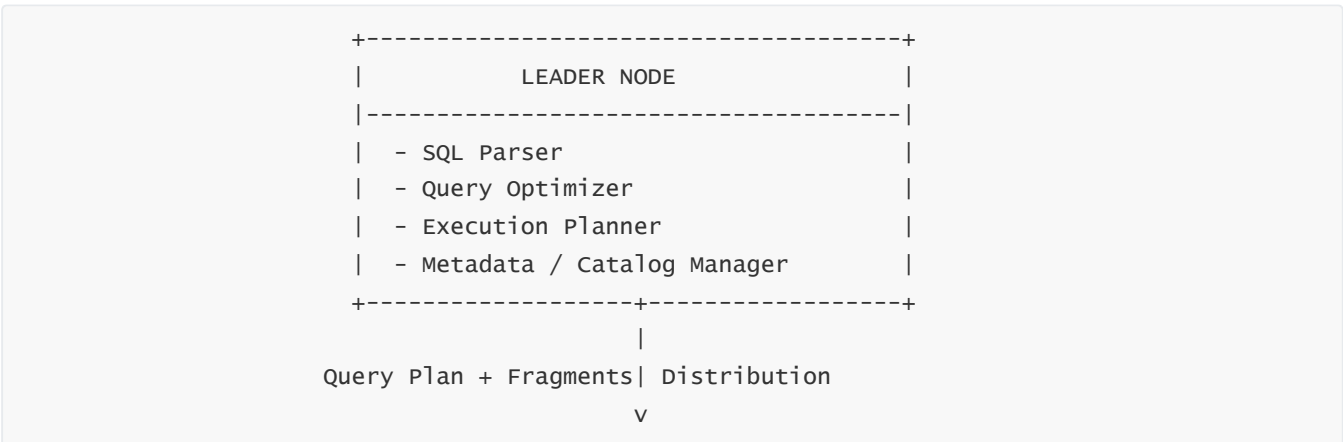 +--------------------------------------+
|           LEADER NODE                |
|--------------------------------------|
|  - SQL Parser                        |
|  - Query Optimizer                   |
|  - Execution Planner                 |
|  - Metadata / Catalog Manager        |
+-------------------+------------------+
|
Query Plan + Fragments| Distribution
v